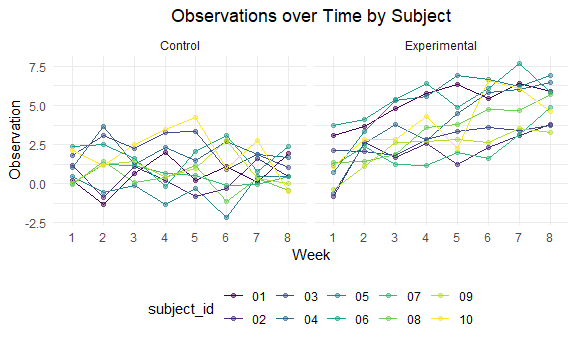 Observations over Time by Subject
Control Experimental
Observation
7.5
5.0
2.5
0.0
-2.5
1 2 3 4 5 6 7 8 1 2 3 4 5 6 7 8
Week
subject_id
01 03 05 07 09
02 04 06 08 10